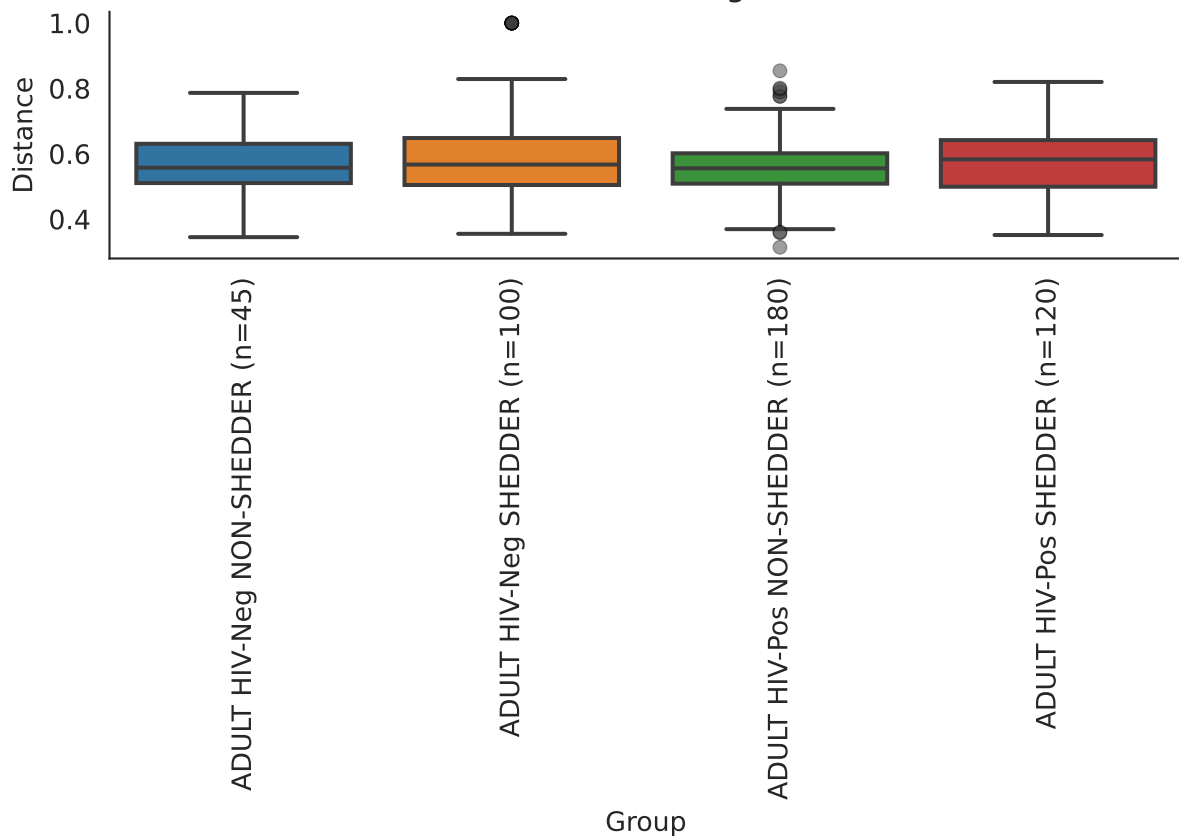 1.0
0.8
0.6
0.4
Distance
ADULT HIV-Neg NON-SHEDDER (n=45)
ADULT HIV-Neg SHEDDER (n=100)
ADULT HIV-Pos NON-SHEDDER (n=180)
ADULT HIV-Pos SHEDDER (n=120)
Group